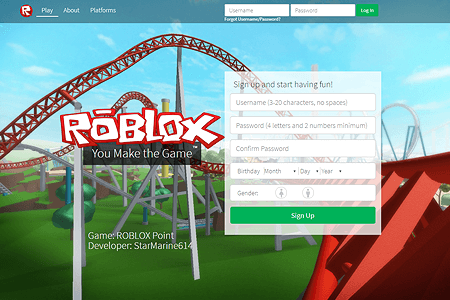 Play About Platforms Username Password Log In
Forgot Username/Password?
Sign up and start having fun!
Username (3-20 characters, no spaces)
Password (4 letters and 2 numbers minimum)
Confirm Password
Birthday Month Day Year
Gender:
Sign Up
ROBLOX
You Make the Game
Game: ROBLOX Point
Developer: StarMarine614